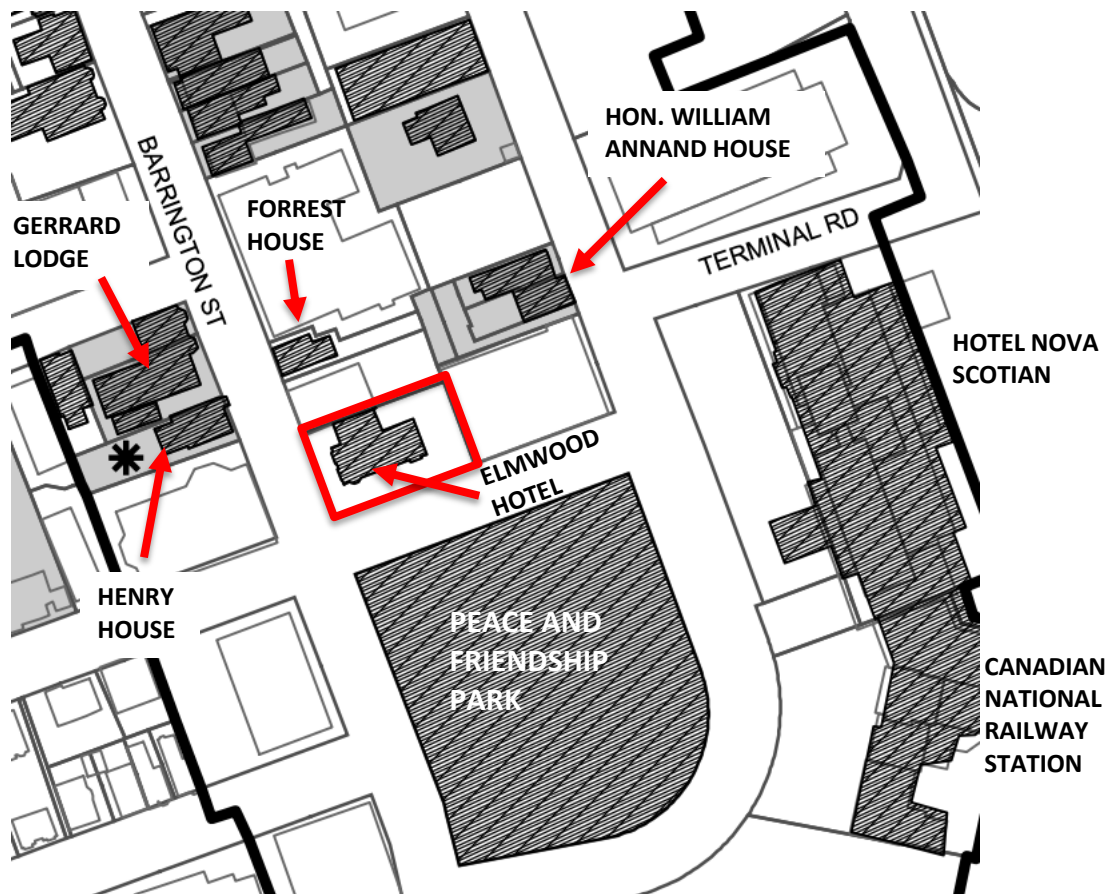 HON. WILLIAM
ANNAND HOUSE
BARRINGTON ST
FORREST
HOUSE
GERRARD
LODGE
TERMINAL RD
HOTEL NOVA
SCOTIAN
ELMWOOD
HOTEL
HENRY
HOUSE
PEACE AND
FRIENDSHIP
PARK
CANADIAN
NATIONAL
RAILWAY
STATION